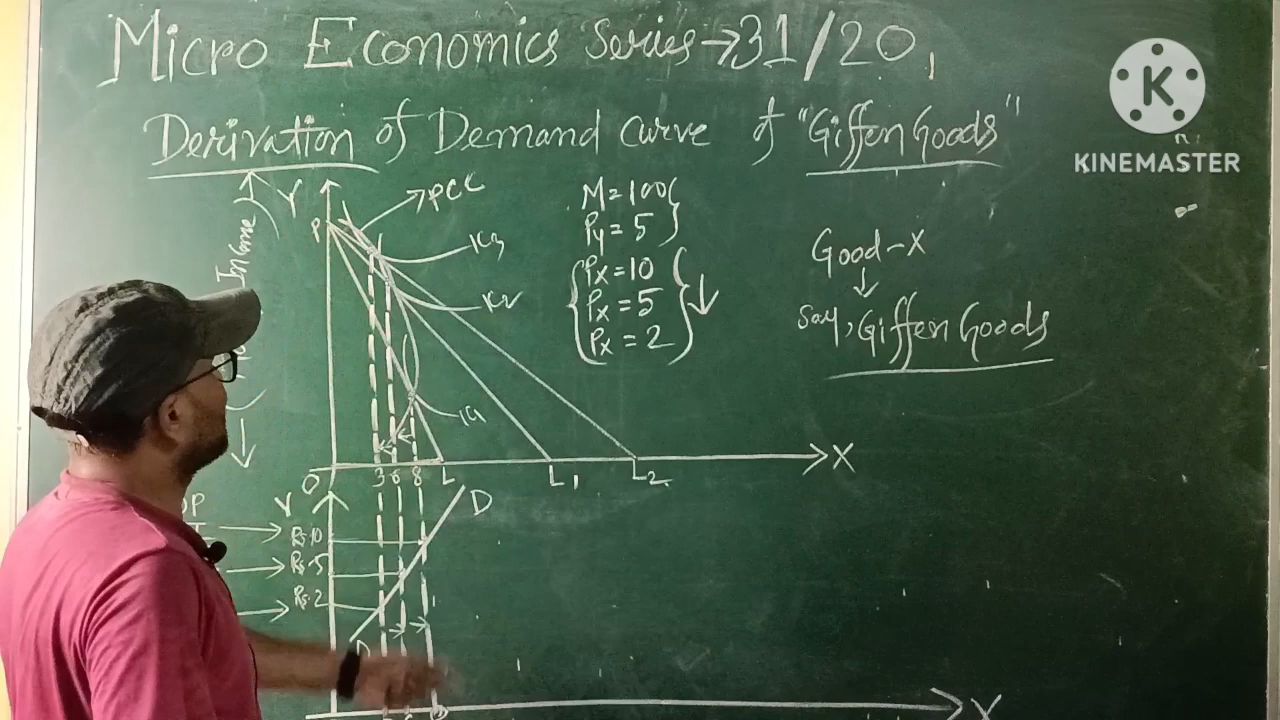 Micro Economics Series→31/20,
Derivation of Demand Curve of "Giffen Goods"
K
KINEMASTER
Y
PCC
M=100
Py=5
Px=10
Px=5
Px=2
Good-X
↓
Say, Giffen Goods
P
Income
IC3
IC1
O 3 6 8 L L1 L2 X
Y
D
Rs.10
Rs.5
Rs.2
D
X